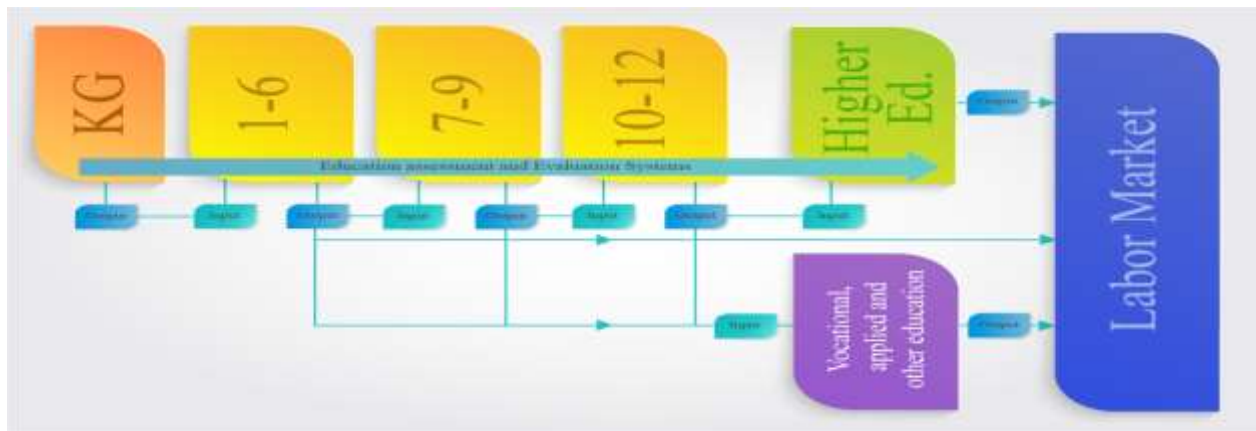 KG
1-6
7-9
10-12
Higher
Ed.
Education assessment and Evaluation Systems
Output
Input
Output
Input
Output
Input
Output
Input
Output
Input
Vocational,
applied and
other education
Output
Labor Market